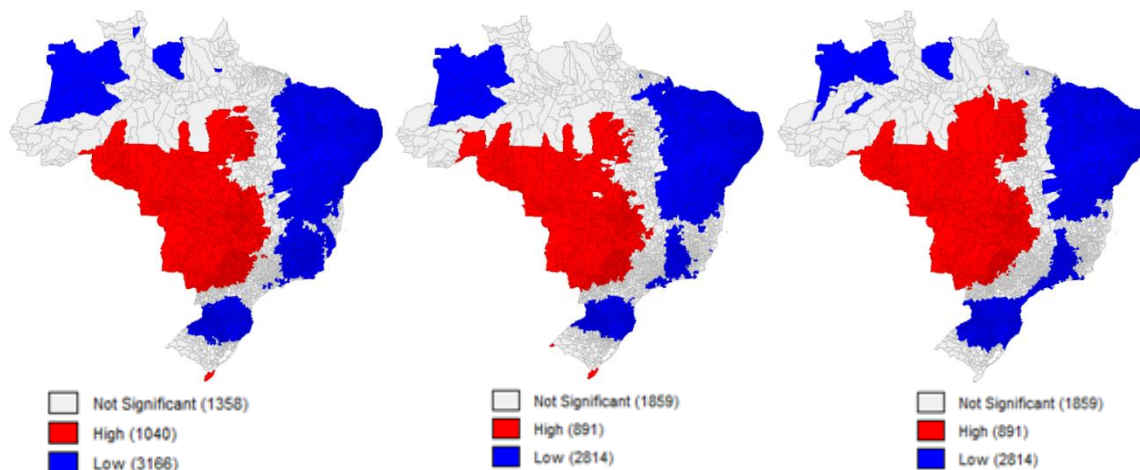 Not Significant (1358)
High (1040)
Low (3166)
Not Significant (1859)
High (891)
Low (2814)
Not Significant (1859)
High (891)
Low (2814)